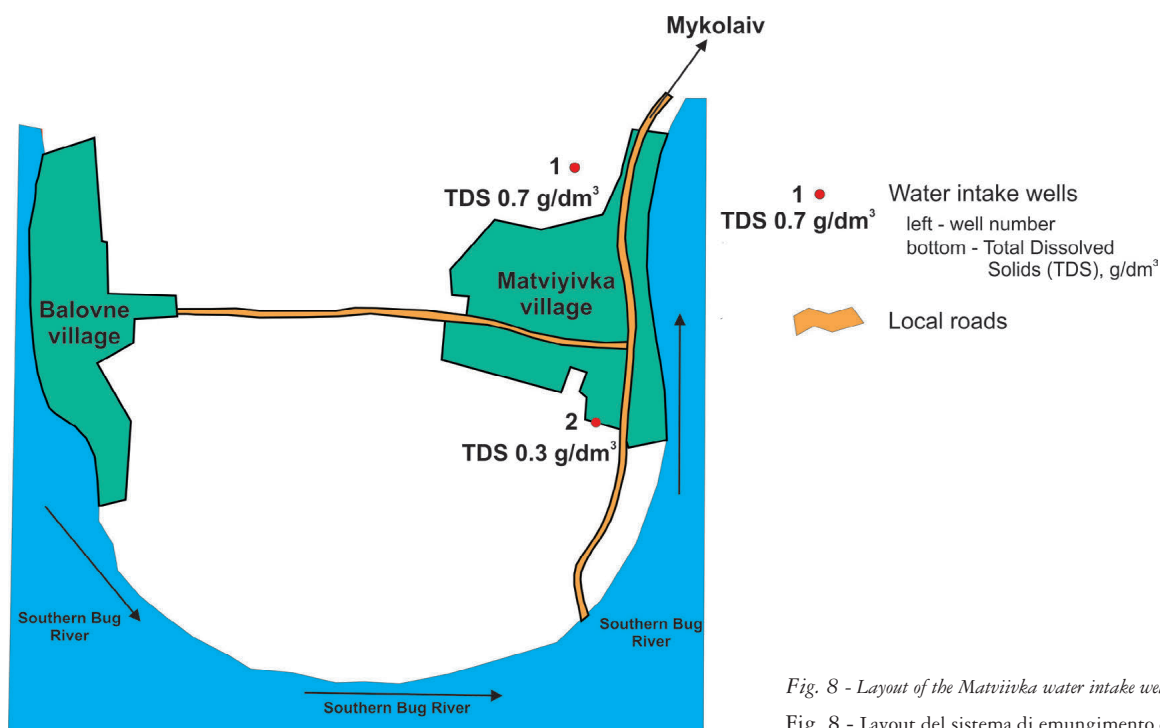 Mykolaiv
1
TDS 0.7 g/dm³
Matviyivka
village
Balovne
village
2
TDS 0.3 g/dm³
Southern Bug
River
Southern Bug
River
Southern Bug River
1
TDS 0.7 g/dm³
Water intake wells
left - well number
bottom - Total Dissolved
Solids (TDS), g/dm³
Local roads
Fig. 8 - Layout of the Matviivka water intake we
Fig. 8 - Layout del sistema di emungimento